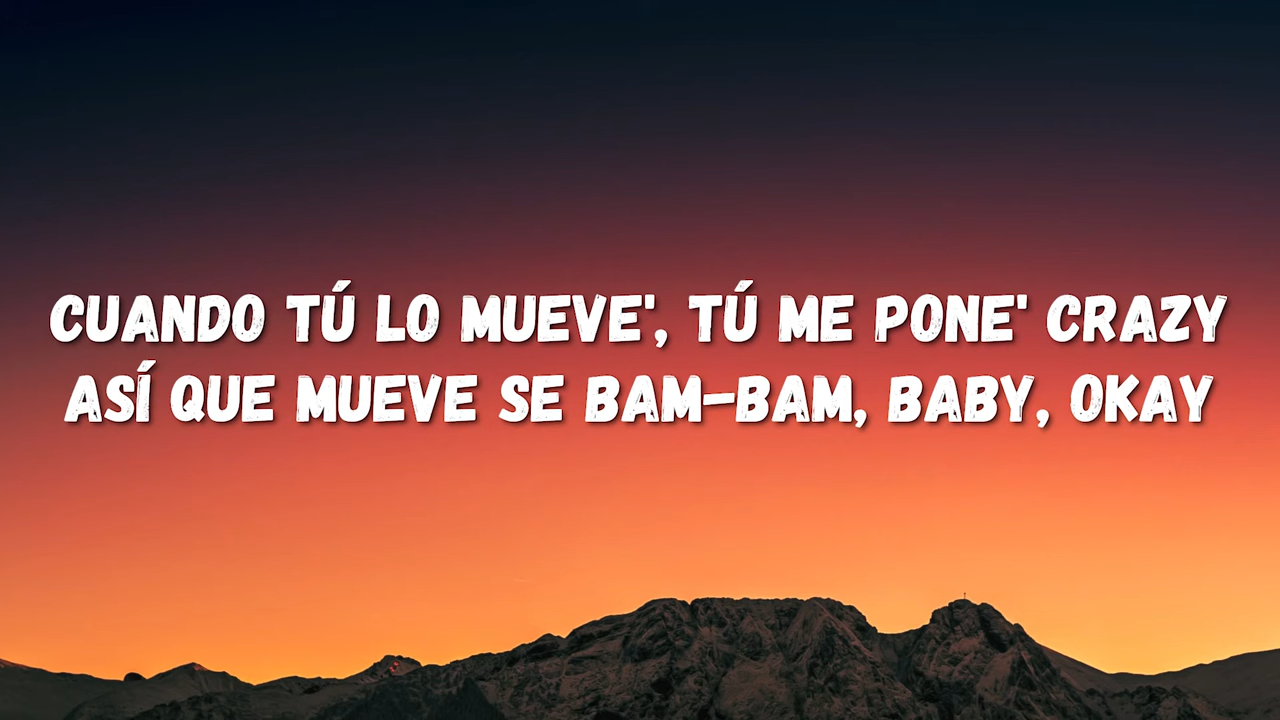 CUANDO TÚ LO MUEVE', TÚ ME PONE' CRAZY
ASÍ QUE MUEVE SE BAM-BAM, BABY, OKAY